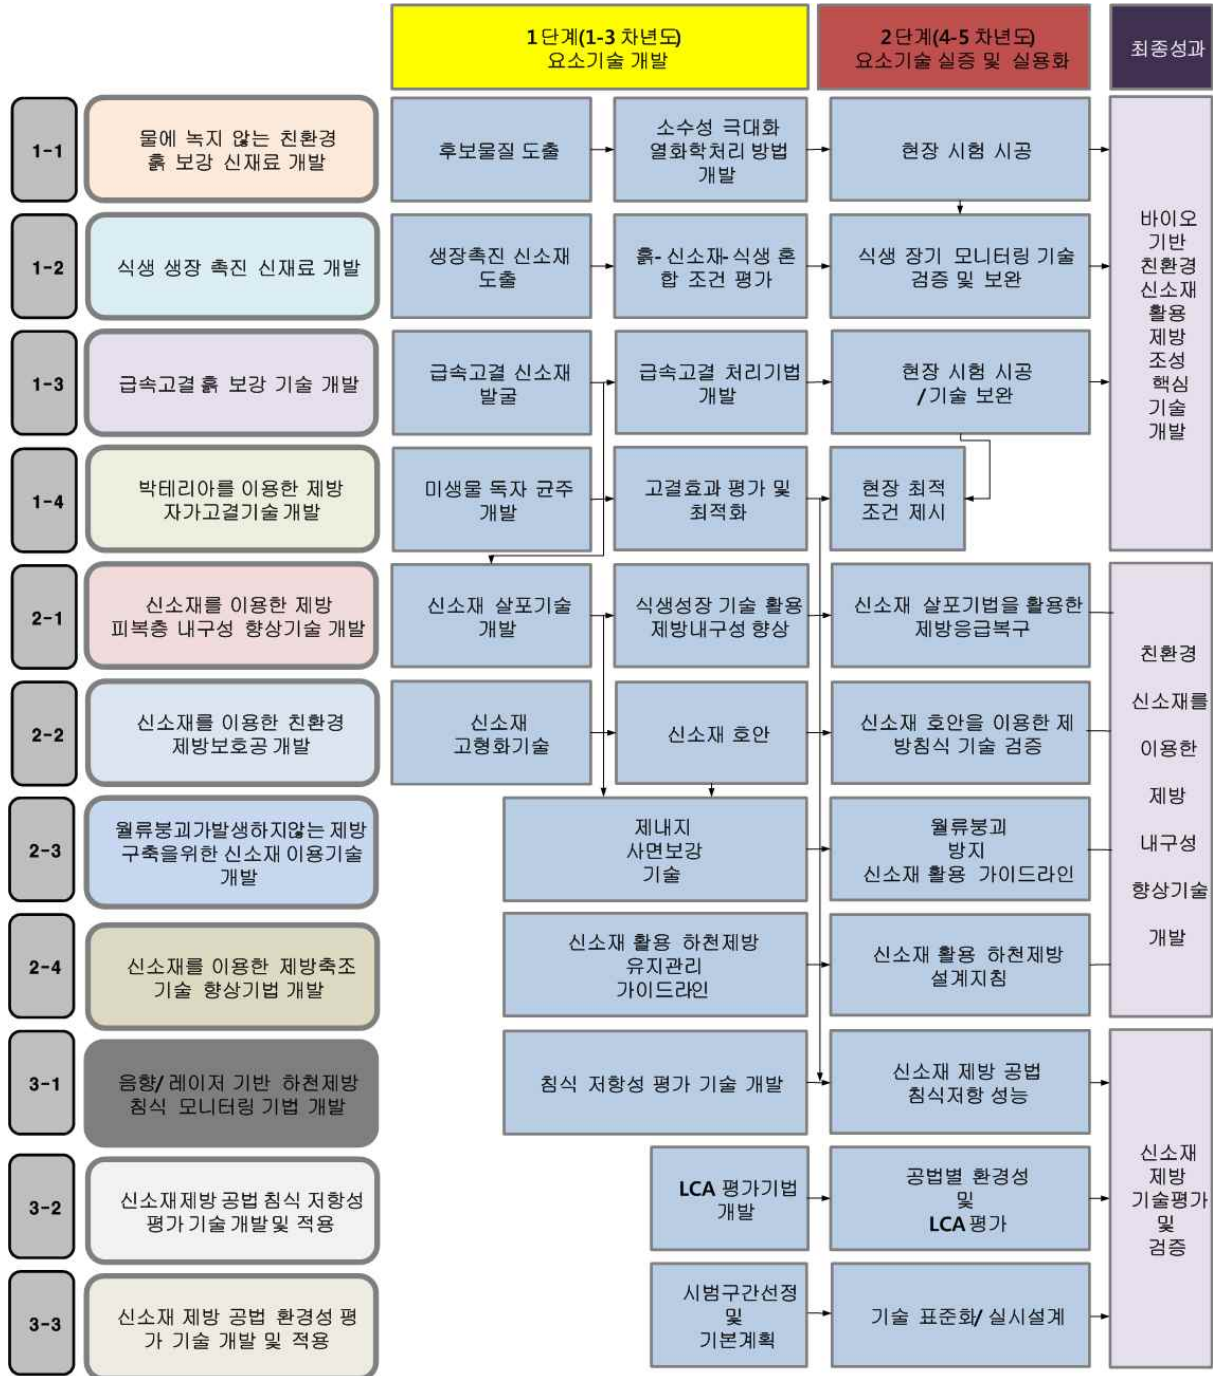 1 단계(1-3 차년도)
요소기술 개발
2 단계(4-5 차년도)
요소기술 실증 및 실용화
최종성과
1-1
물에 녹지 않는 친환경
흙 보강 신재료 개발
후보물질 도출
소수성 극대화
열화학처리 방법
개발
현장 시험 시공
1-2
식생 생장 촉진 신재료 개발
생장촉진 신소재
도출
흙- 신소재- 식생 혼
합 조건 평가
식생 장기 모니터링 기술
검증 및 보완
1-3
급속고결 흙 보강 기술 개발
급속고결 신소재
발굴
급속고결 처리기법
개발
현장 시험 시공
/ 기술 보완
1-4
박테리아를 이용한 제방
자가고결기술 개발
미생물 독자 균주
개발
고결효과 평가 및
최적화
현장 최적
조건 제시
바이오
기반
친환경
신소재
활용
제방
조성
핵심
기술
개발
2-1
신소재를 이용한 제방
피복층 내구성 향상기술 개발
신소재 살포기술
개발
식생성장 기술 활용
제방내구성 향상
신소재 살포기법을 활용한
제방응급복구
2-2
신소재를 이용한 친환경
제방보호공 개발
신소재
고형화기술
신소재 호안
신소재 호안을 이용한 제
방침식 기술 검증
2-3
월류붕괴가발생하지않는 제방
구축을위한 신소재 이용기술
개발
제내지
사면보강
기술
월류붕괴
방지
신소재 활용 가이드라인
2-4
신소재를 이용한 제방축조
기술 향상기법 개발
신소재 활용 하천제방
유지관리
가이드라인
신소재 활용 하천제방
설계지침
친환경
신소재를
이용한
제방
내구성
향상기술
개발
3-1
음향/ 레이저 기반 하천제방
침식 모니터링 기법 개발
침식 저항성 평가 기술 개발
신소재 제방 공법
침식저항 성능
3-2
신소재제방 공법 침식 저항성
평가 기술 개발 및 적용
LCA 평가기법
개발
공법별 환경성
및
LCA 평가
3-3
신소재 제방 공법 환경성 평
가 기술 개발 및 적용
시범구간선정
및
기본계획
기술 표준화/ 실시설계
신소재
제방
기술평가
및
검증